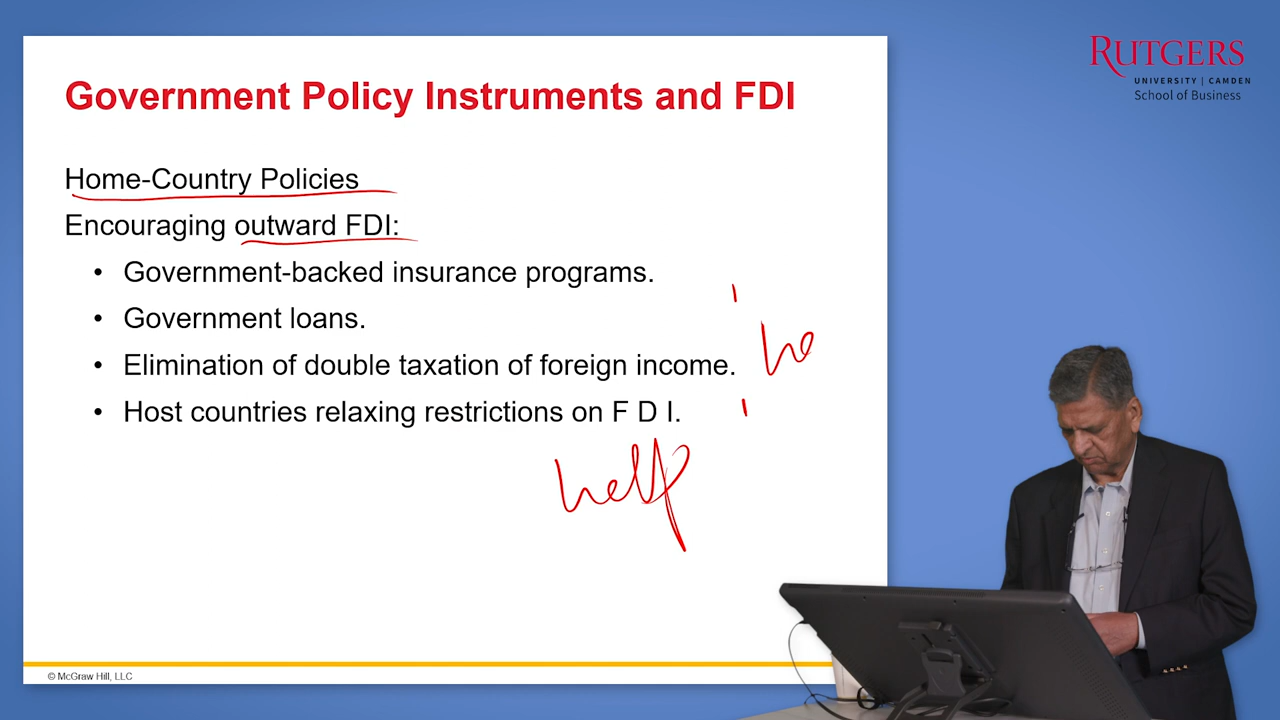 Government Policy Instruments and FDI
RUTGERS
UNIVERSITY | CAMDEN
School of Business
Home-Country Policies
Encouraging outward FDI:
• Government-backed insurance programs.
• Government loans.
• Elimination of double taxation of foreign income.
he
• Host countries relaxing restrictions on F D I.
help
© McGraw Hill, LLC